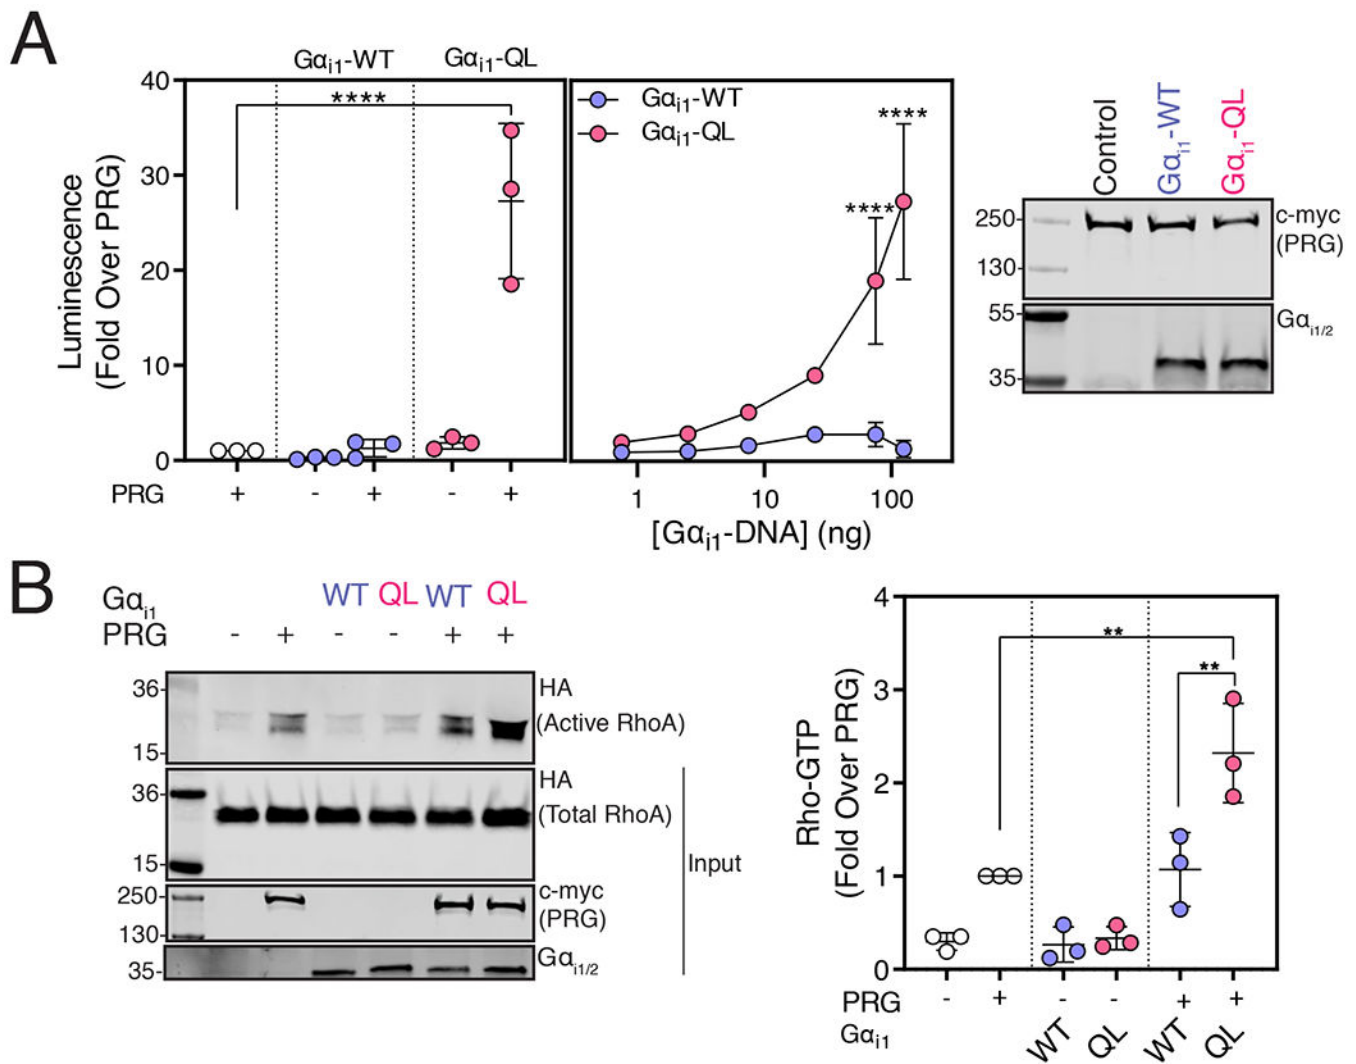 A
Gαi1-WT
Gαi1-QL
****
Luminescence
(Fold Over PRG)
40
30
20
10
0
PRG + - + - +
Gαi1-WT
Gαi1-QL
****
****
1 10 100
[Gαi1-DNA] (ng)
Control
Gαi1-WT
Gαi1-QL
250-
130-
c-myc
(PRG)
55-
35-
Gαi1/2
B
Gαi1 WT QL WT QL
PRG - + - - + +
36-
15-
HA
(Active RhoA)
36-
15-
HA
(Total RhoA)
250-
130-
c-myc
(PRG)
35-
Gαi1/2
Input
Rho-GTP
(Fold Over PRG)
4
3
2
1
0
**
**
PRG - + - - + +
Gαi1 WT QL WT QL